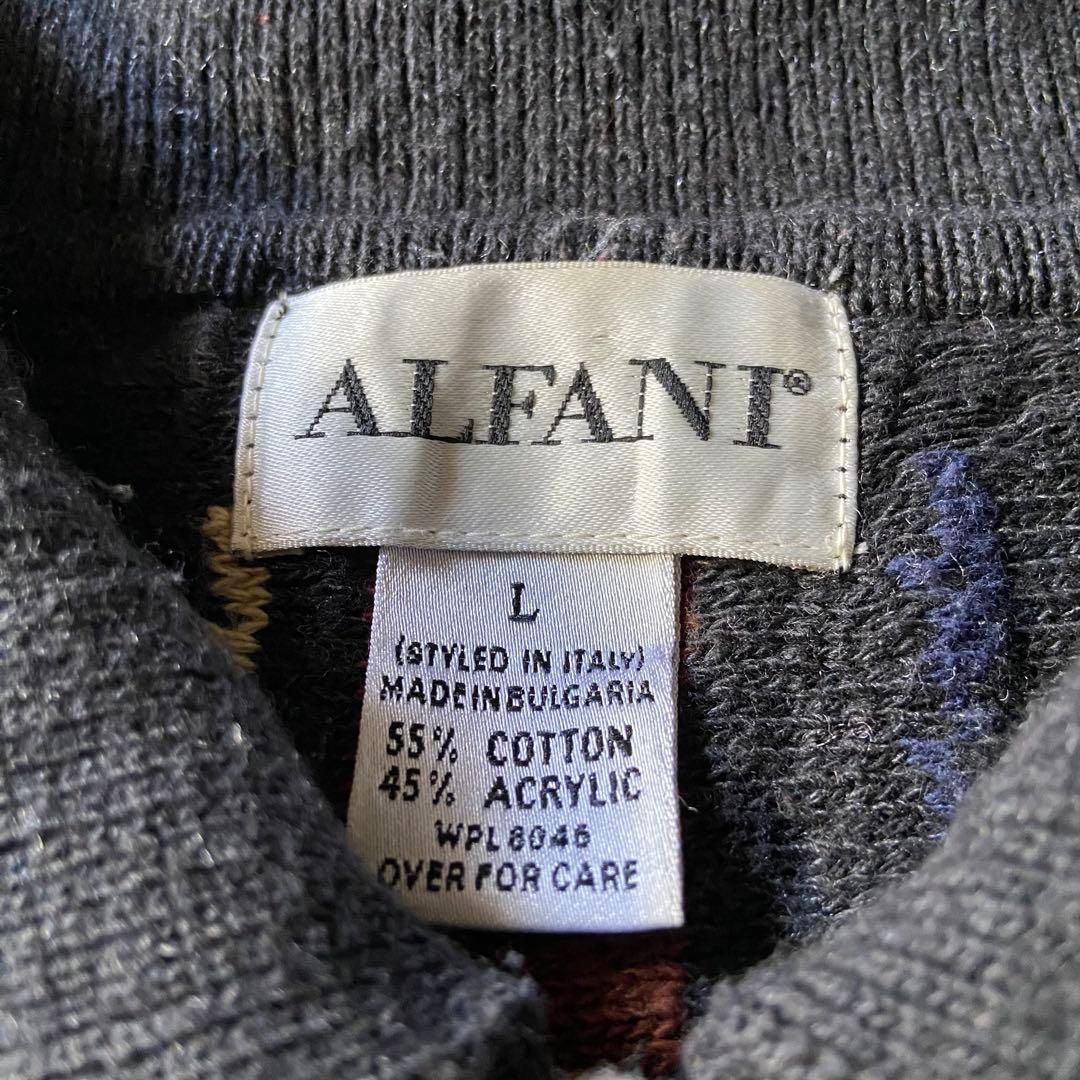 ALFANI®
L
(STYLED IN ITALY)
MADE IN BULGARIA
55% COTTON
45% ACRYLIC
WPL 8046
OVER FOR CARE